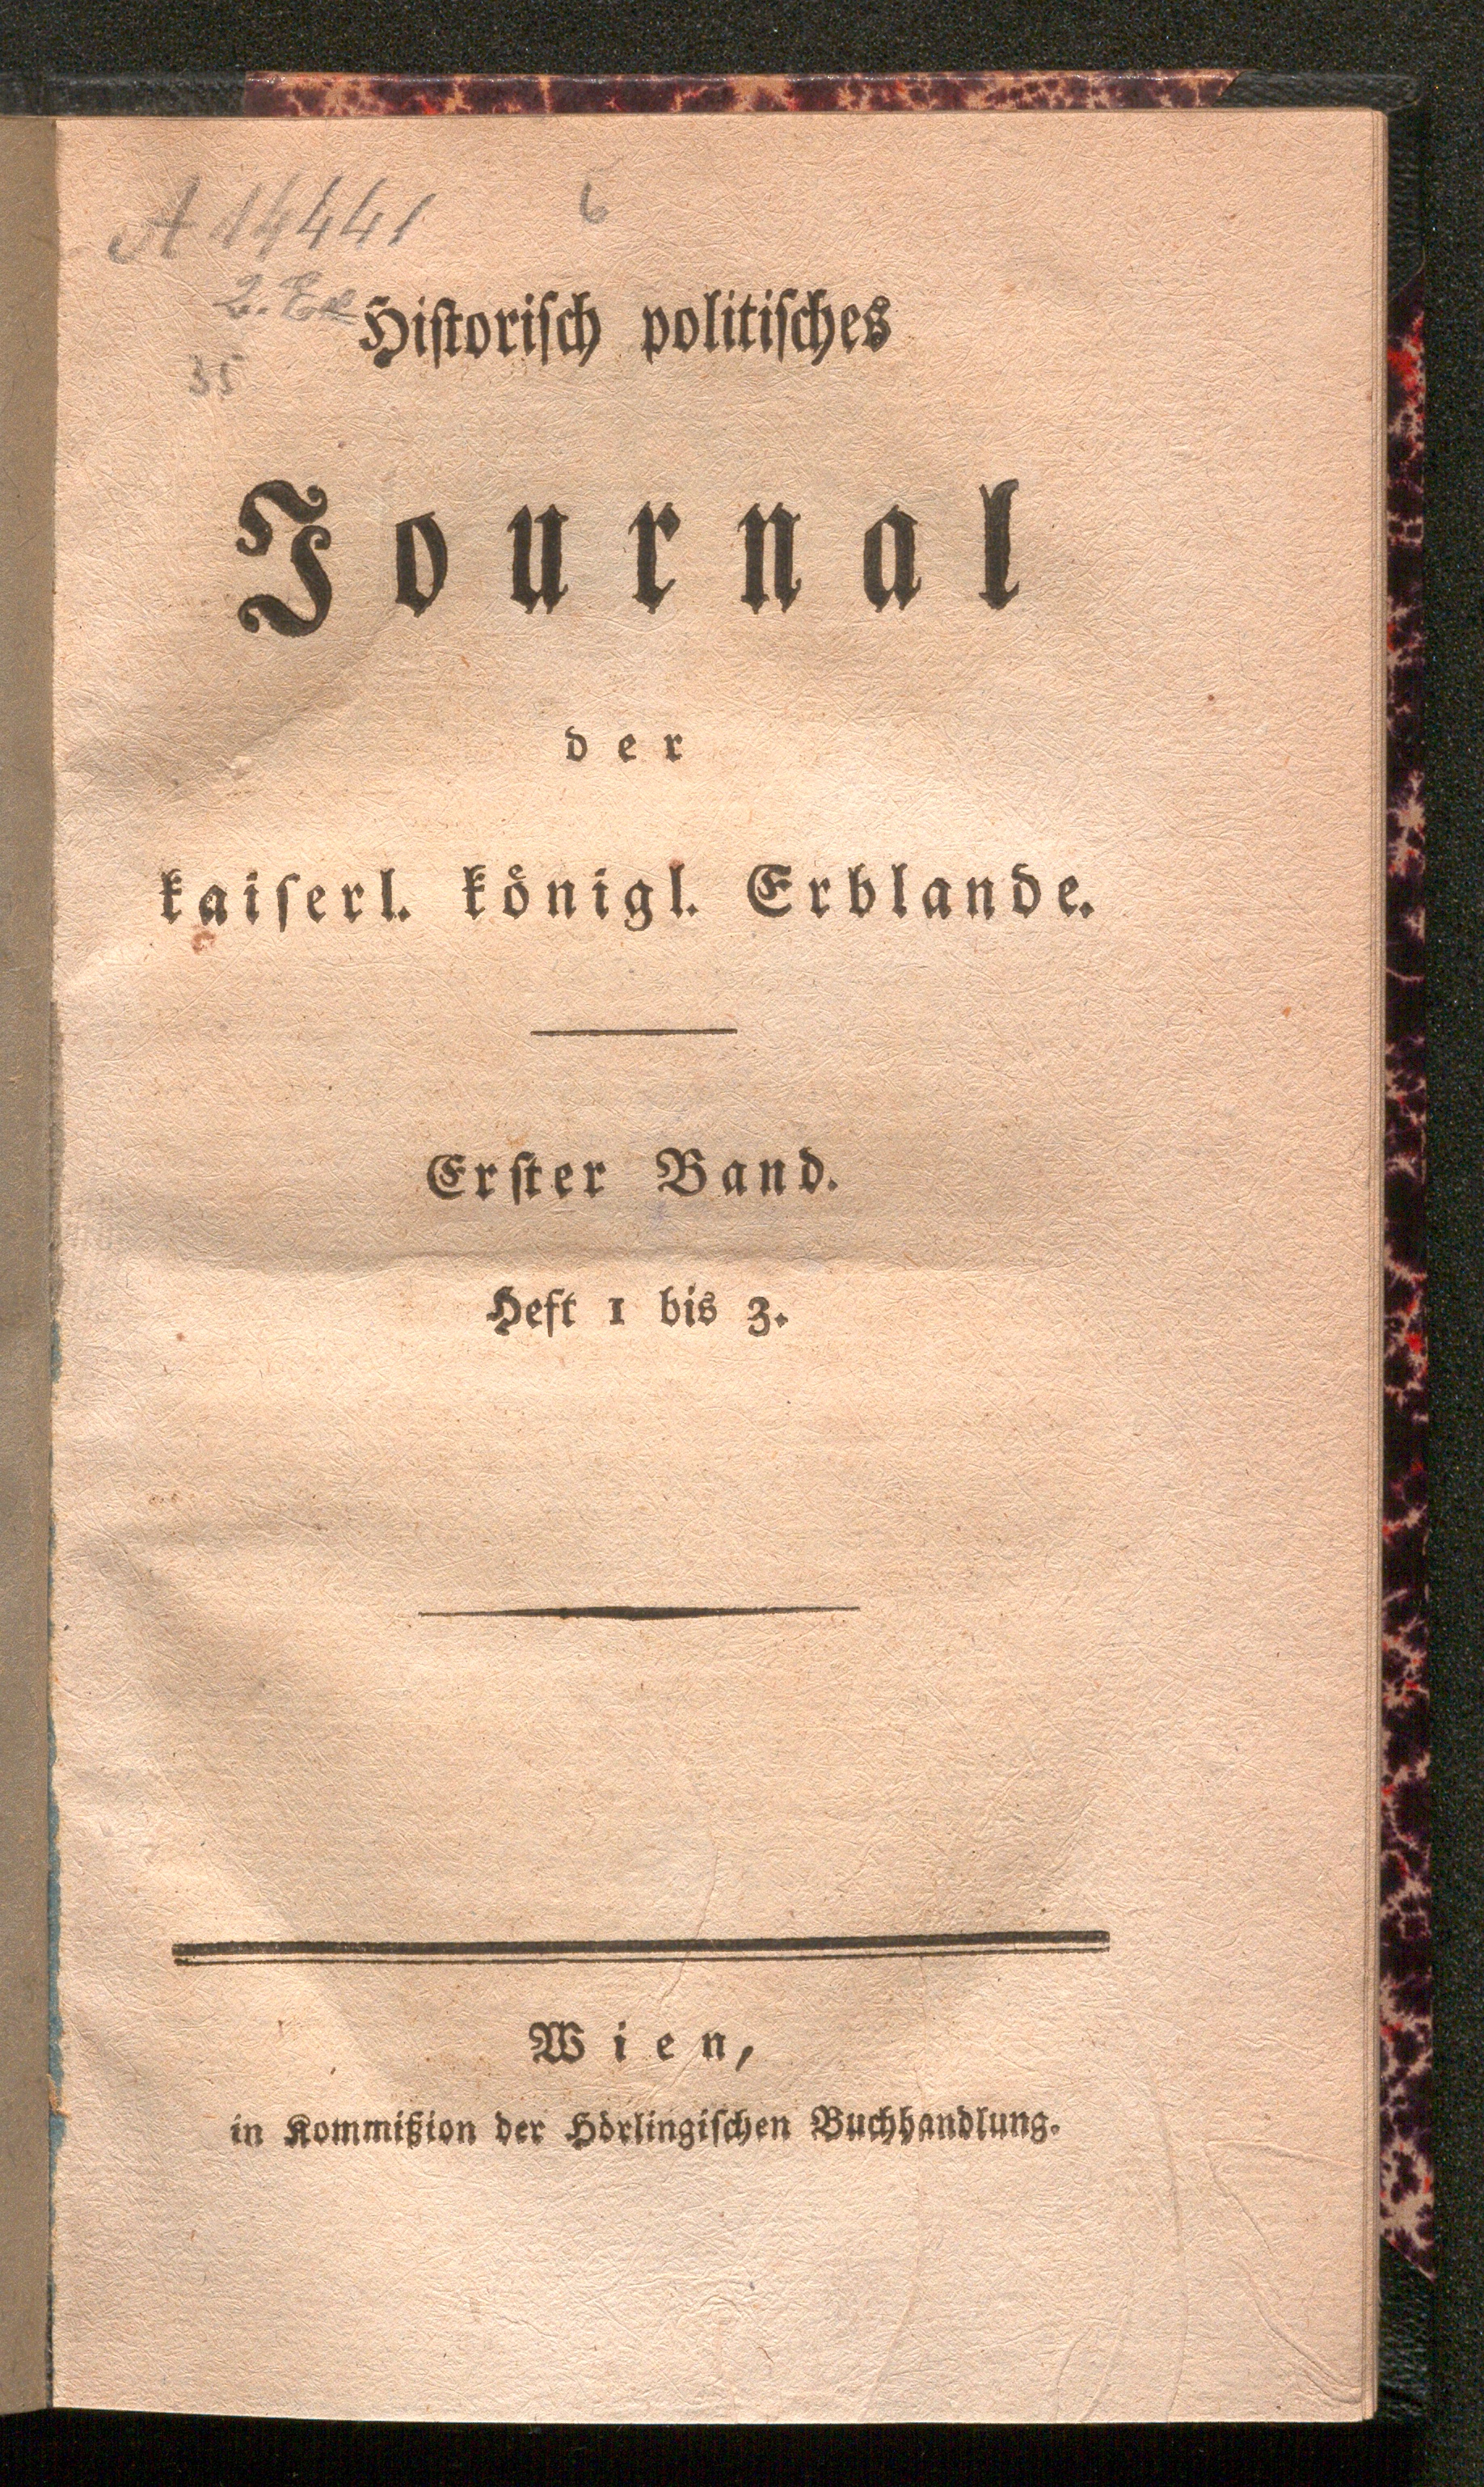 A 14441
6
2. Ex
35
Historisch politisches
Journal
der
kaiserl. königl. Erblande.
Erster Band.
Heft 1 bis 3.
Wien,
in Kommißion der Hörlingischen Buchhandlung.